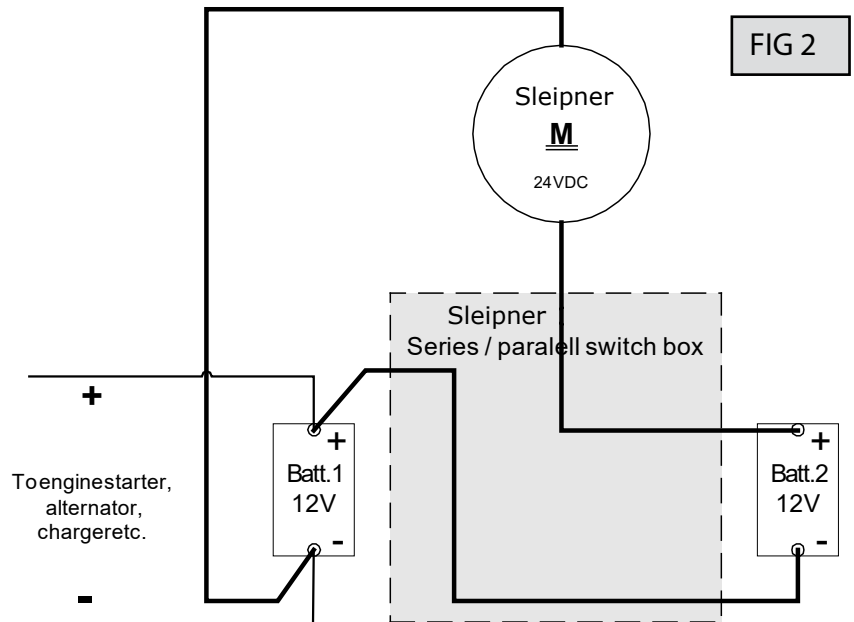 FIG 2
Sleipner
M
24VDC
Sleipner
Series / paralell switch box
+
+
Batt.1
12V
-
+
Batt.2
12V
-
Toenginestarter,
alternator,
chargeretc.
-